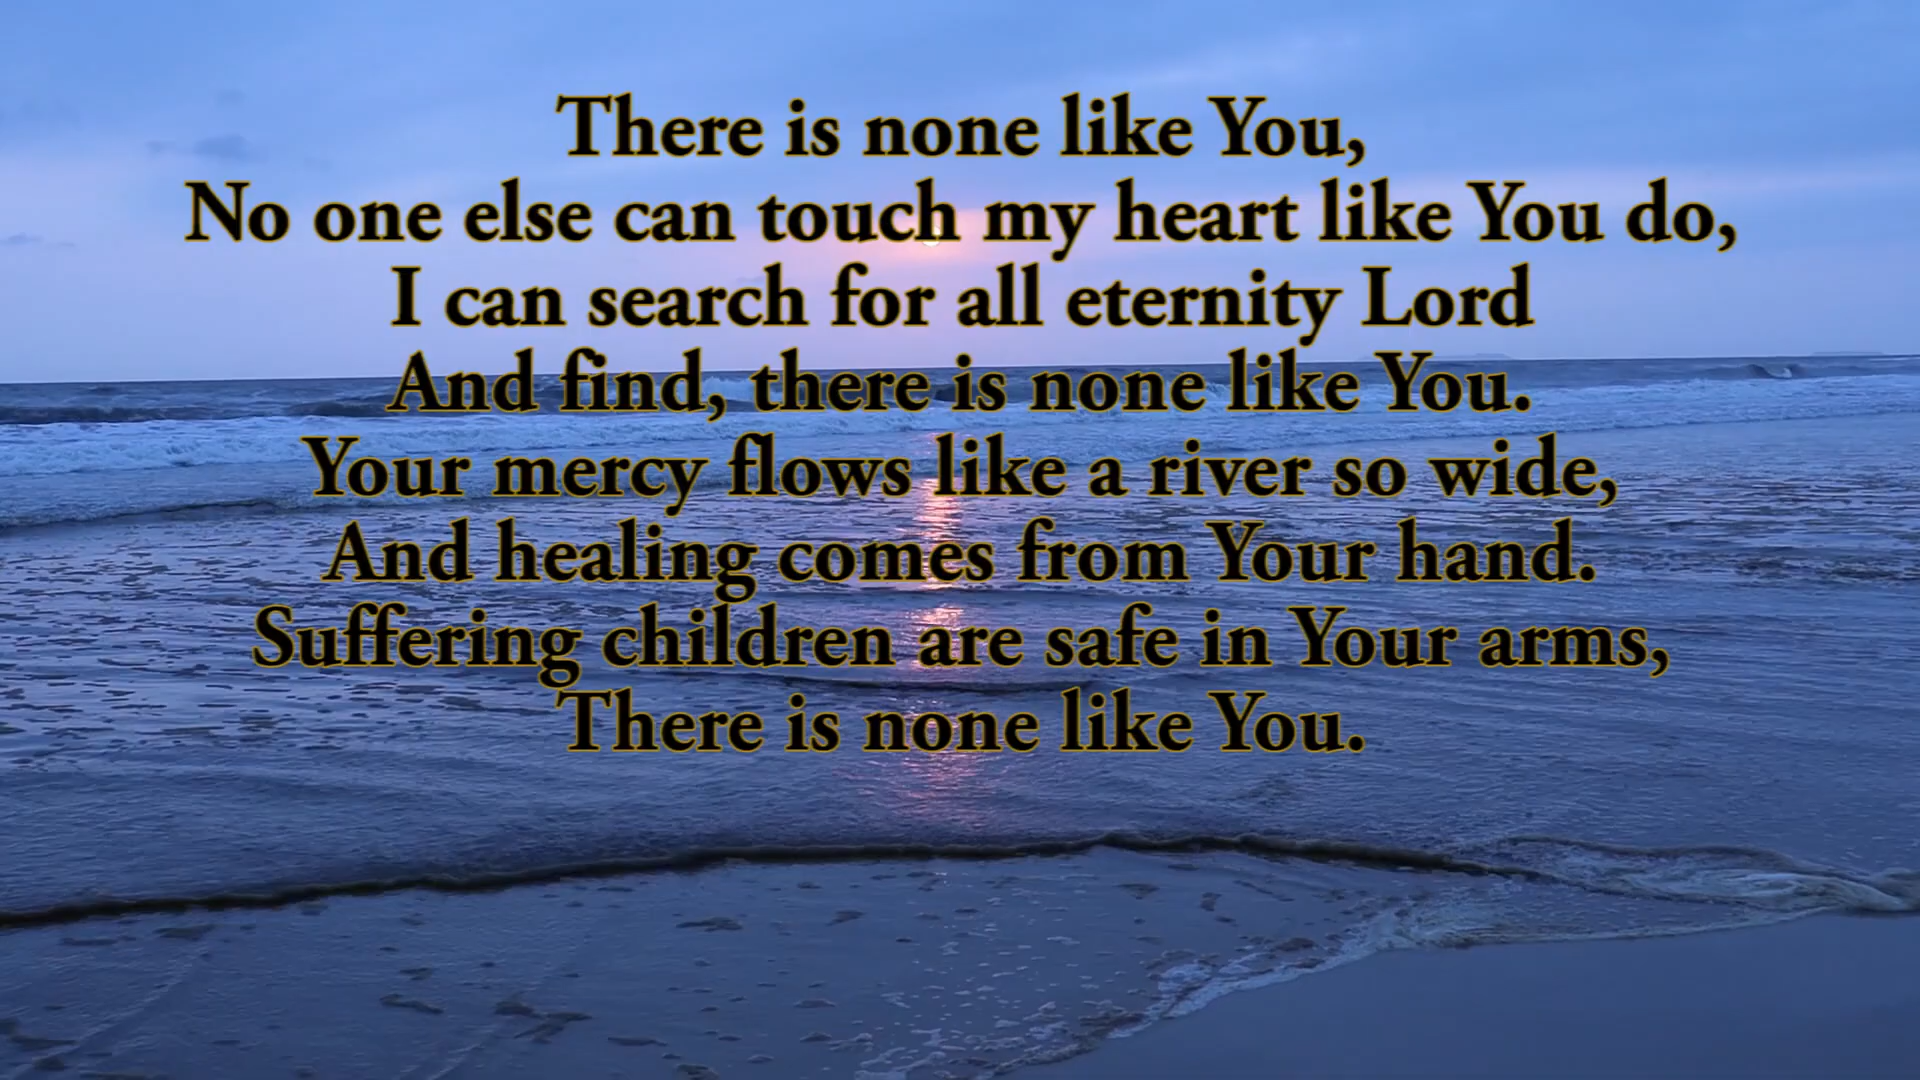 There is none like You,
No one else can touch my heart like You do,
I can search for all eternity Lord
And find, there is none like You.
Your mercy flows like a river so wide,
And healing comes from Your hand.
Suffering children are safe in Your arms,
There is none like You.